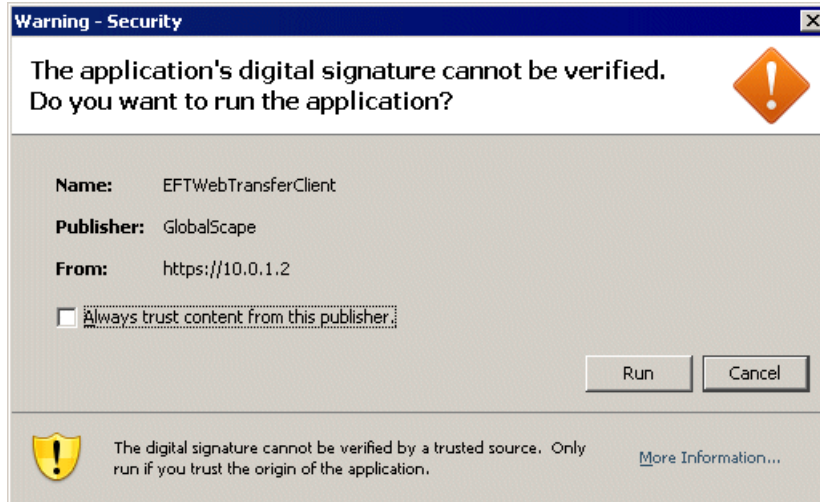 Warning - Security
The application's digital signature cannot be verified.
Do you want to run the application?
Name: EFTWebTransferClient
Publisher: GlobalScape
From: https://10.0.1.2
Always trust content from this publisher.
Run Cancel
The digital signature cannot be verified by a trusted source. Only
run if you trust the origin of the application.
More Information...